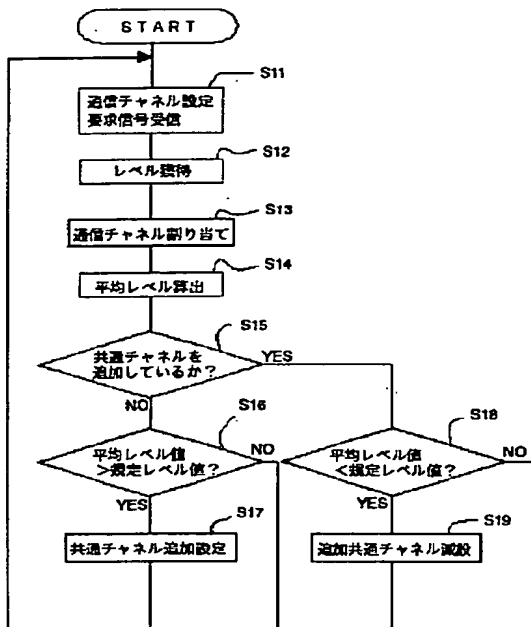 START
S11
通信チャネル設定
要求信号受信
S12
レベル獲得
S13
通信チャネル割り当て
S14
平均レベル算出
S15
共通チャネルを
追加しているか?
YES
NO
S16
平均レベル値
>規定レベル値?
NO
YES
S18
平均レベル値
<規定レベル値?
NO
YES
S17
共通チャネル追加設定
S19
追加共通チャネル減設